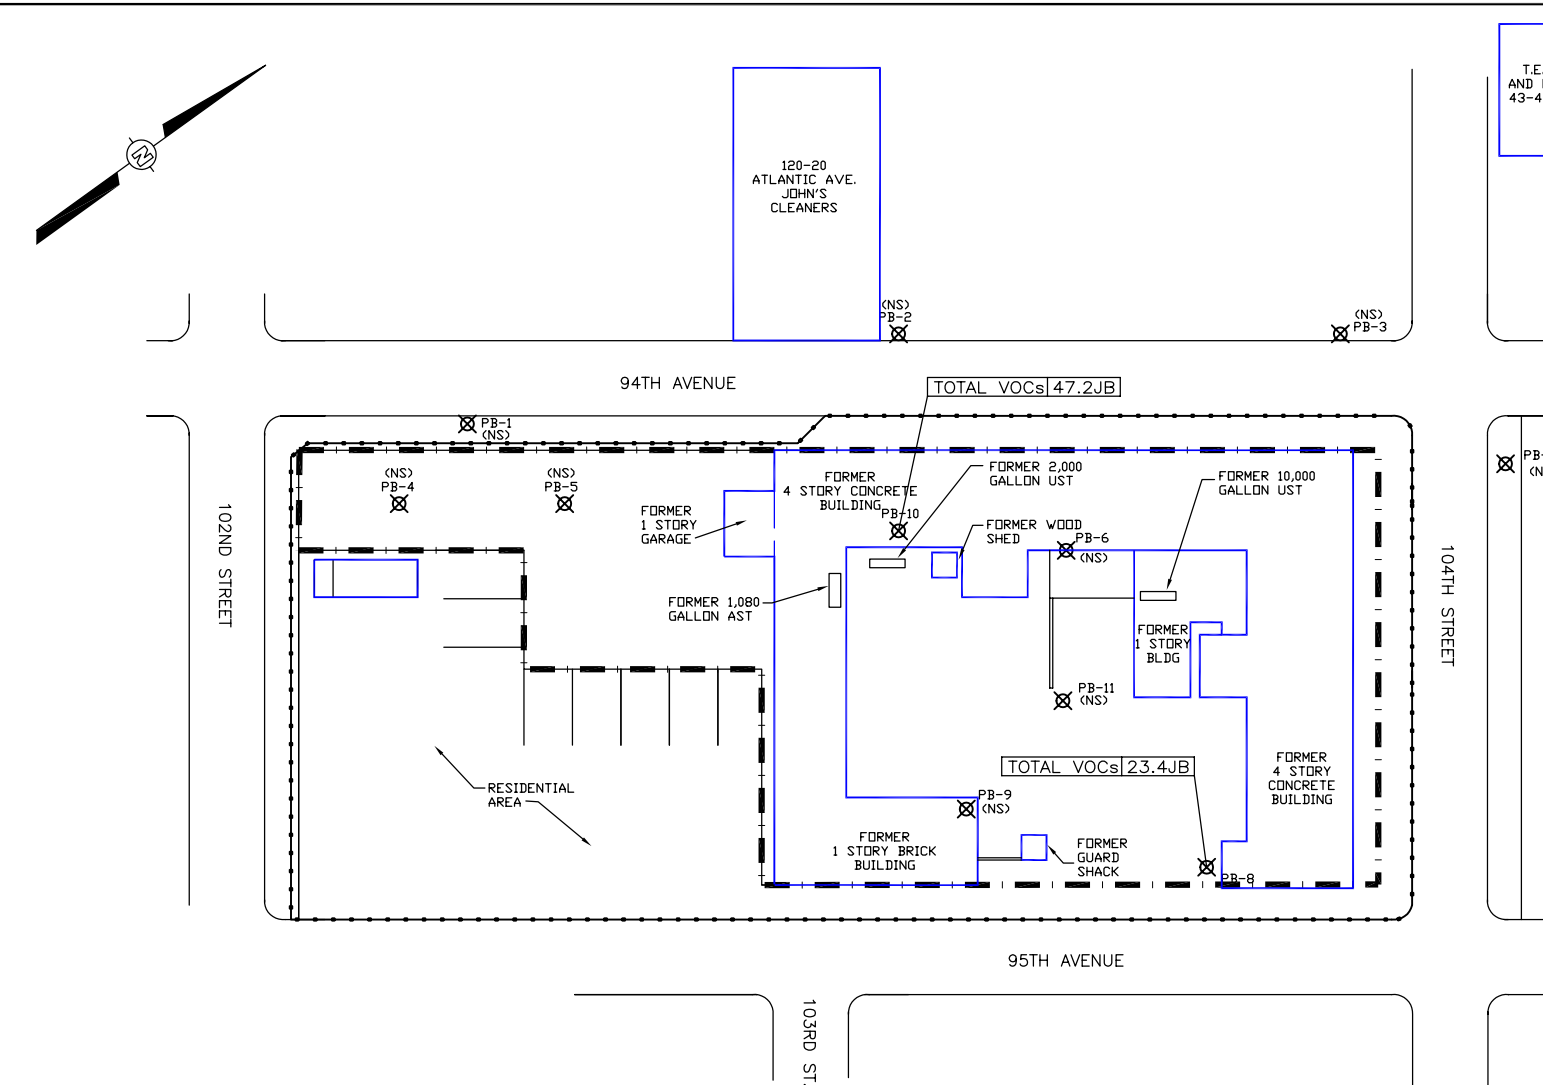 T.E.
AND
43-4
120-20
ATLANTIC AVE.
JOHN'S
CLEANERS
N
(NS)
PB-2
(NS)
PB-3
94TH AVENUE
TOTAL VOCs 47.2JB
PB-1
(NS)
(NS)
PB-4
(NS)
PB-5
FORMER
4 STORY CONCRETE
BUILDING
PB-10
FORMER 2,000
GALLON UST
FORMER 10,000
GALLON UST
PB-
FORMER
1 STORY
GARAGE
FORMER WOOD
SHED
PB-6
(NS)
102ND STREET
104TH STREET
FORMER 1,080
GALLON AST
FORMER
1 STORY
BLDG
PB-11
(NS)
RESIDENTIAL
AREA
TOTAL VOCs 23.4JB
FORMER
4 STORY
CONCRETE
BUILDING
PB-9
(NS)
FORMER
1 STORY BRICK
BUILDING
FORMER
GUARD
SHACK
PB-8
95TH AVENUE
103RD ST.